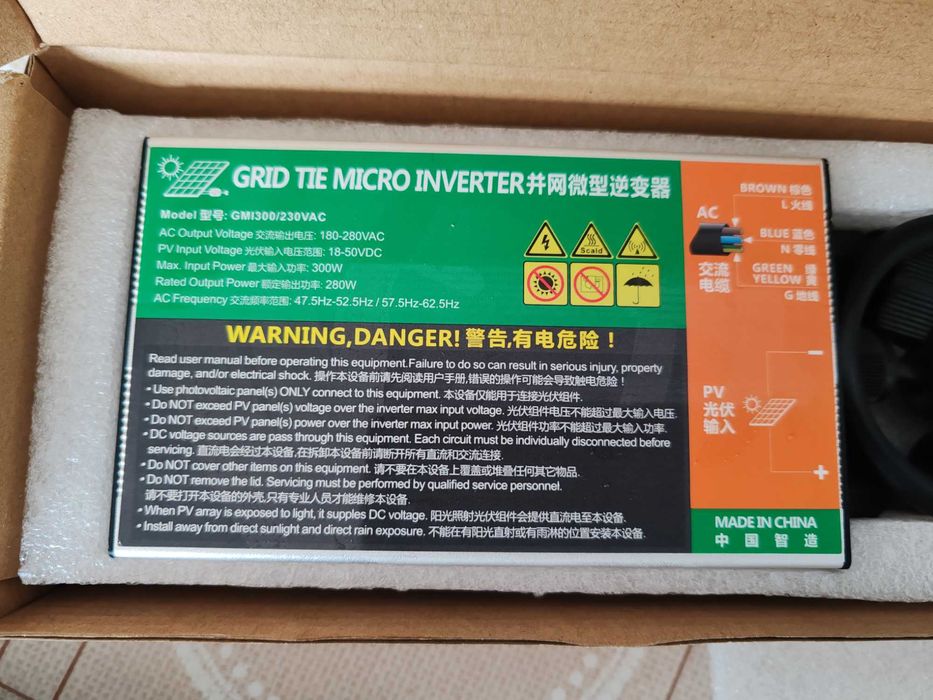 GRID TIE MICRO INVERTER并网微型逆变器
Model 型号: GMI300/230VAC
AC Output Voltage 交流输出电压: 180-280VAC
PV Input Voltage 光伏输入电压范围: 18-50VDC
Max. Input Power 最大输入功率: 300W
Rated Output Power 额定输出功率: 280W
AC Frequency 交流频率范围: 47.5Hz-52.5Hz / 57.5Hz-62.5Hz
Scald
WARNING,DANGER! 警告,有电危险！
Read user manual before operating this equipment.Failure to do so can result in serious injury, property
damage, and/or electrical shock. 操作本设备前请先阅读用户手册,错误的操作可能会导致触电危险！
• Use photovoltaic panel(s) ONLY connect to this equipment. 本设备仅能用于连接光伏组件.
• Do NOT exceed PV panel(s) voltage over the inverter max input voltage. 光伏组件电压不能超过最大输入电压.
• Do NOT exceed PV panel(s) power over the inverter max input power. 光伏组件功率不能超过最大输入功率.
• DC voltage sources are pass through this equipment. Each circuit must be individually disconnected before
servicing. 直流电会经过本设备,在拆卸本设备前请断开所有直流和交流连接.
• Do NOT cover other items on this equipment. 请不要在本设备上覆盖或堆叠任何其它物品.
• Do NOT remove the lid. Servicing must be performed by qualified service personnel.
请不要打开本设备的外壳,只有专业人员才能维修本设备.
• When PV array is exposed to light, it supples DC voltage. 阳光照射光伏组件会提供直流电至本设备.
• Install away from direct sunlight and direct rain exposure. 不能在有阳光直射或有雨淋的位置安装本设备.
BROWN 棕色
L 火线
AC
BLUE 蓝色
N 零线
交流
电缆
GREEN 绿
YELLOW 黄
G 地线
PV
光伏
输入
−
+
MADE IN CHINA
中国智造